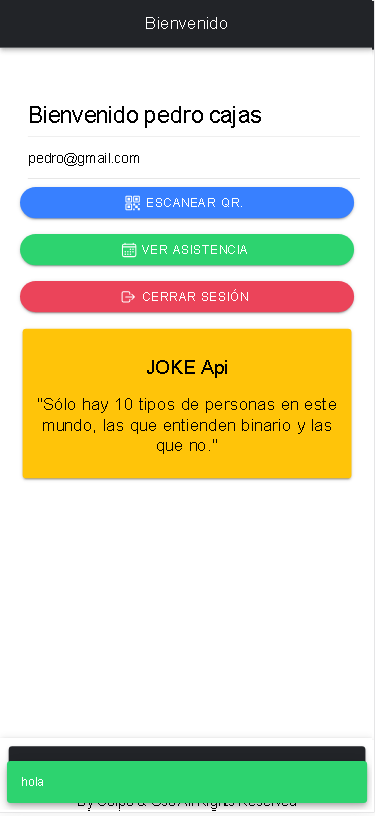 Bienvenido
Bienvenido pedro cajas
pedro@gmail.com
ESCANEAR QR.
VER ASISTENCIA
CERRAR SESIÓN
JOKE Api
"Sólo hay 10 tipos de personas en este
mundo, las que entienden binario y las
que no."
hola
By All Rights Reserved